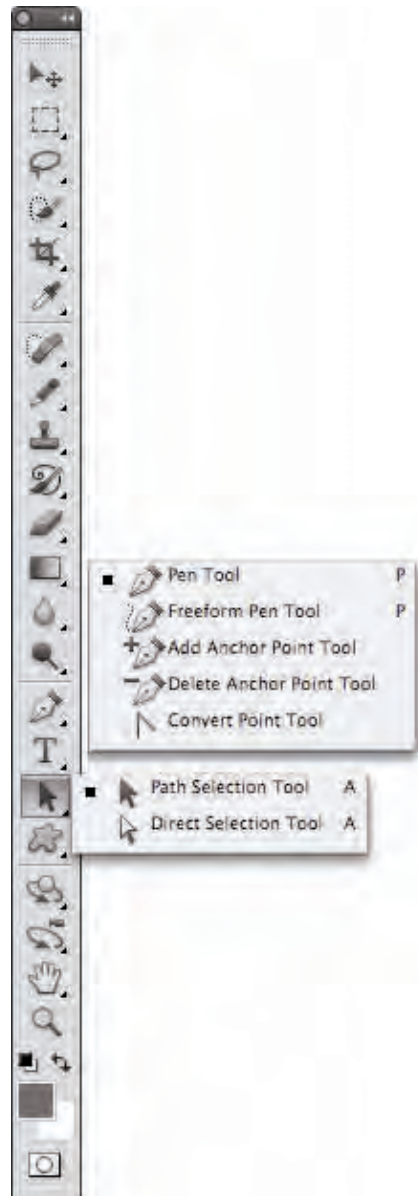 Pen Tool P
Freeform Pen Tool P
Add Anchor Point Tool
Delete Anchor Point Tool
Convert Point Tool
T
Path Selection Tool A
Direct Selection Tool A